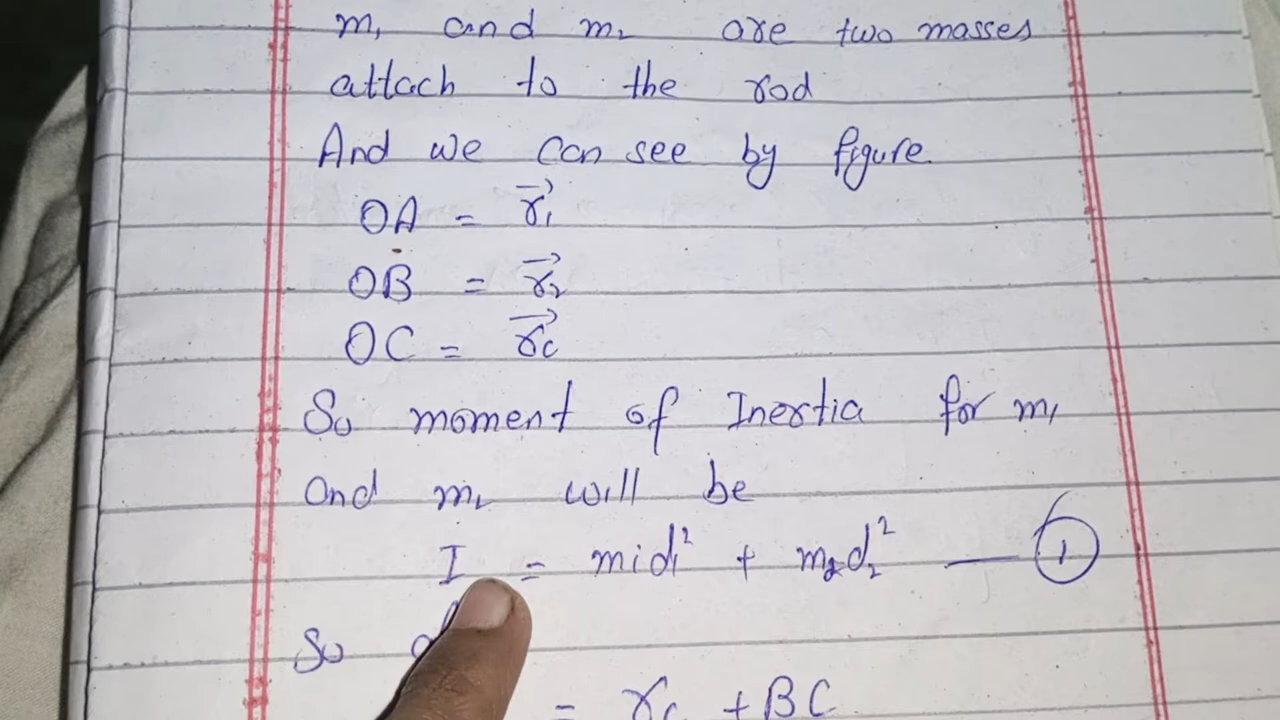 m₁ and m₂ are two masses
attach to the rod
And we can see by figure
OA = r⃗₁
OB = r⃗₂
OC = r⃗c
So moment of Inertia for m₁
and m₂ will be
I = m₁d₁² + m₂d₂² — ①
So
= rc + BC